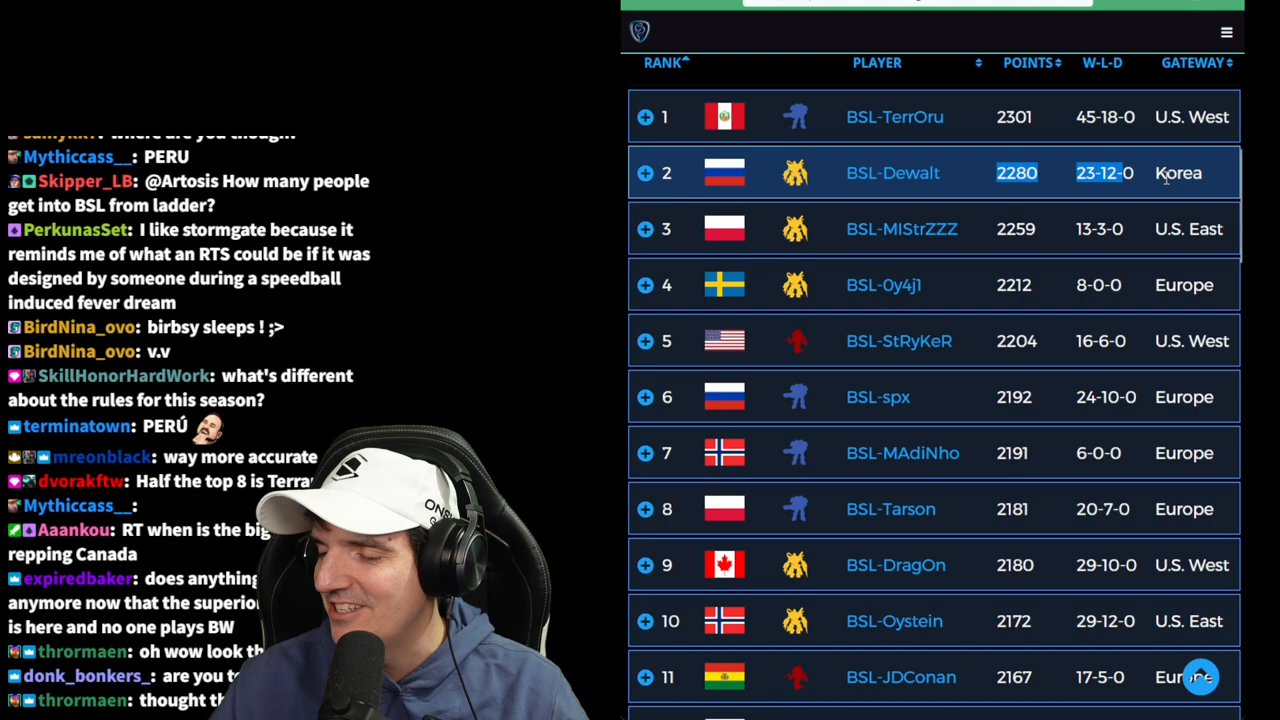 Mythiccass__: PERU
Skipper_LB: @Artosis How many people
get into BSL from ladder?
PerkunasSet: I like stormgate because it
reminds me of what an RTS could be if it was
designed by someone during a speedball
induced fever dream
BirdNina_ovo: birbsy sleeps ! ;>
BirdNina_ovo: v.v
SkillHonorHardWork: what's different
about the rules for this season?
terminatown: PERÚ
mreonblack: way more accurate
dvorakftw: Half the top 8 is
Mythiccass__:
Aaankou: RT when is the big
repping Canada
expiredbaker: does anything
anymore now that the
is here and no one plays BW
thrormaen: oh wow look
donk_bonkers_: are you
thrormaen: thought
ONS
RANK PLAYER POINTS W-L-D GATEWAY
1 BSL-TerrOru 2301 45-18-0 U.S. West
2 BSL-Dewalt 2280 23-12-0 Korea
3 BSL-MIStrZZZ 2259 13-3-0 U.S. East
4 BSL-0y4j1 2212 8-0-0 Europe
5 BSL-StRyKeR 2204 16-6-0 U.S. West
6 BSL-spx 2192 24-10-0 Europe
7 BSL-MAdiNho 2191 6-0-0 Europe
8 BSL-Tarson 2181 20-7-0 Europe
9 BSL-DragOn 2180 29-10-0 U.S. West
10 BSL-Oystein 2172 29-12-0 U.S. East
11 BSL-JDConan 2167 17-5-0 Europe